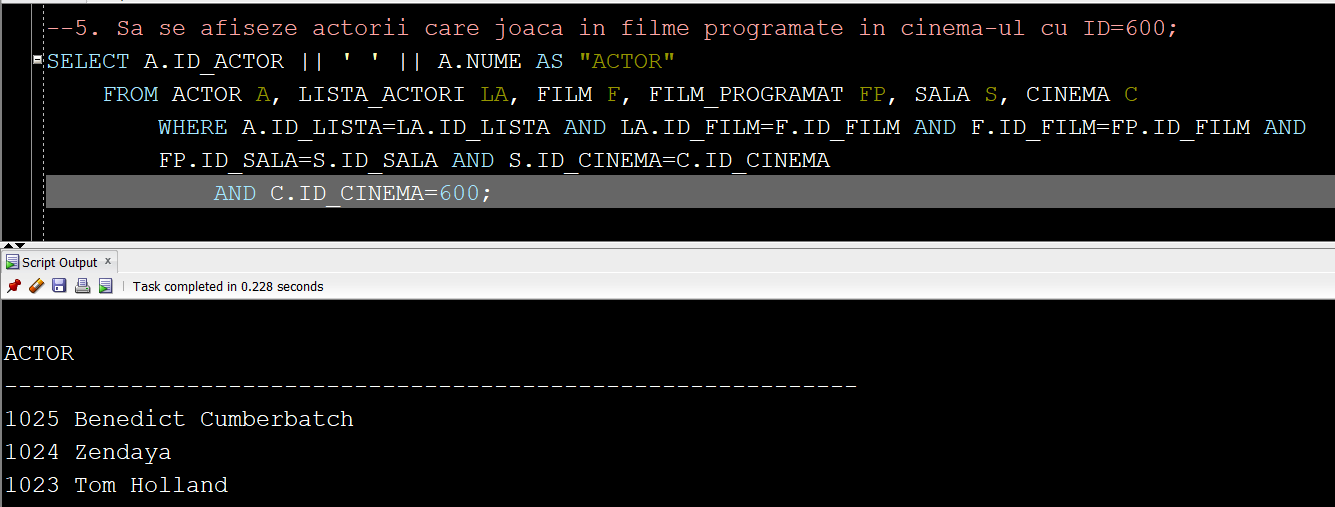 --5. Sa se afiseze actorii care joaca in filme programate in cinema-ul cu ID=600;
SELECT A.ID_ACTOR || ' ' || A.NUME AS "ACTOR"
FROM ACTOR A, LISTA_ACTORI LA, FILM F, FILM_PROGRAMAT FP, SALA S, CINEMA C
WHERE A.ID_LISTA=LA.ID_LISTA AND LA.ID_FILM=F.ID_FILM AND F.ID_FILM=FP.ID_FILM AND
FP.ID_SALA=S.ID_SALA AND S.ID_CINEMA=C.ID_CINEMA
AND C.ID_CINEMA=600;
Script Output x
Task completed in 0.228 seconds
ACTOR
-------------------------------------------------------------
1025 Benedict Cumberbatch
1024 Zendaya
1023 Tom Holland